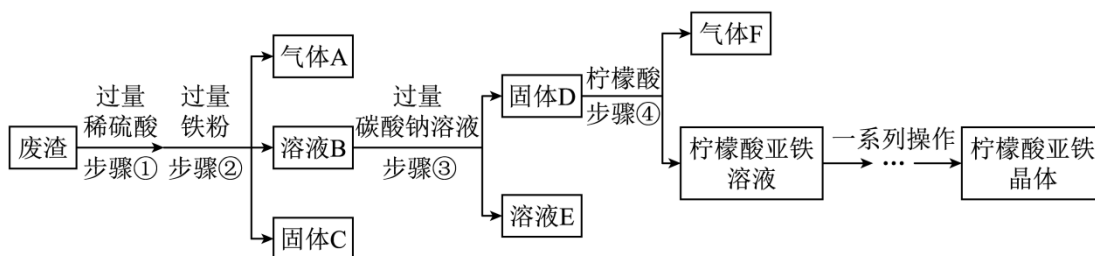 废渣
过量
稀硫酸
步骤①
过量
铁粉
步骤②
气体A
溶液B
固体C
过量
碳酸钠溶液
步骤③
固体D
溶液E
柠檬酸
步骤④
气体F
柠檬酸亚铁
溶液
一系列操作
…
柠檬酸亚铁
晶体